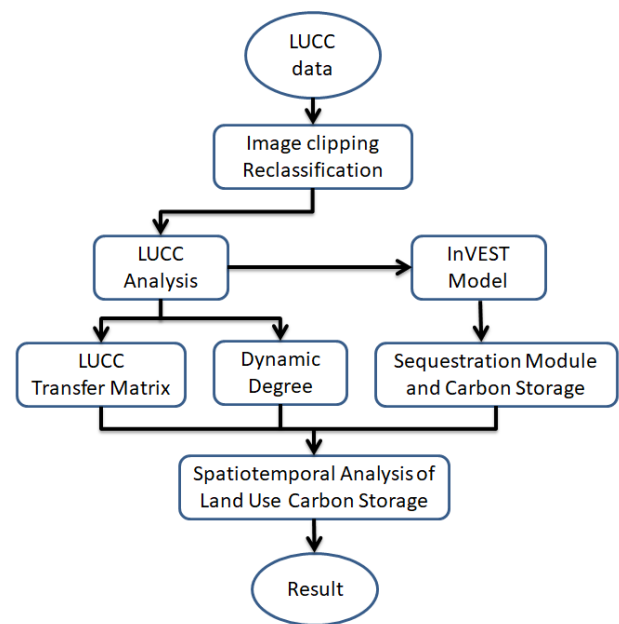 LUCC
data
Image clipping
Reclassification
LUCC
Analysis
InVEST
Model
LUCC
Transfer Matrix
Dynamic
Degree
Sequestration Module
and Carbon Storage
Spatiotemporal Analysis of
Land Use Carbon Storage
Result